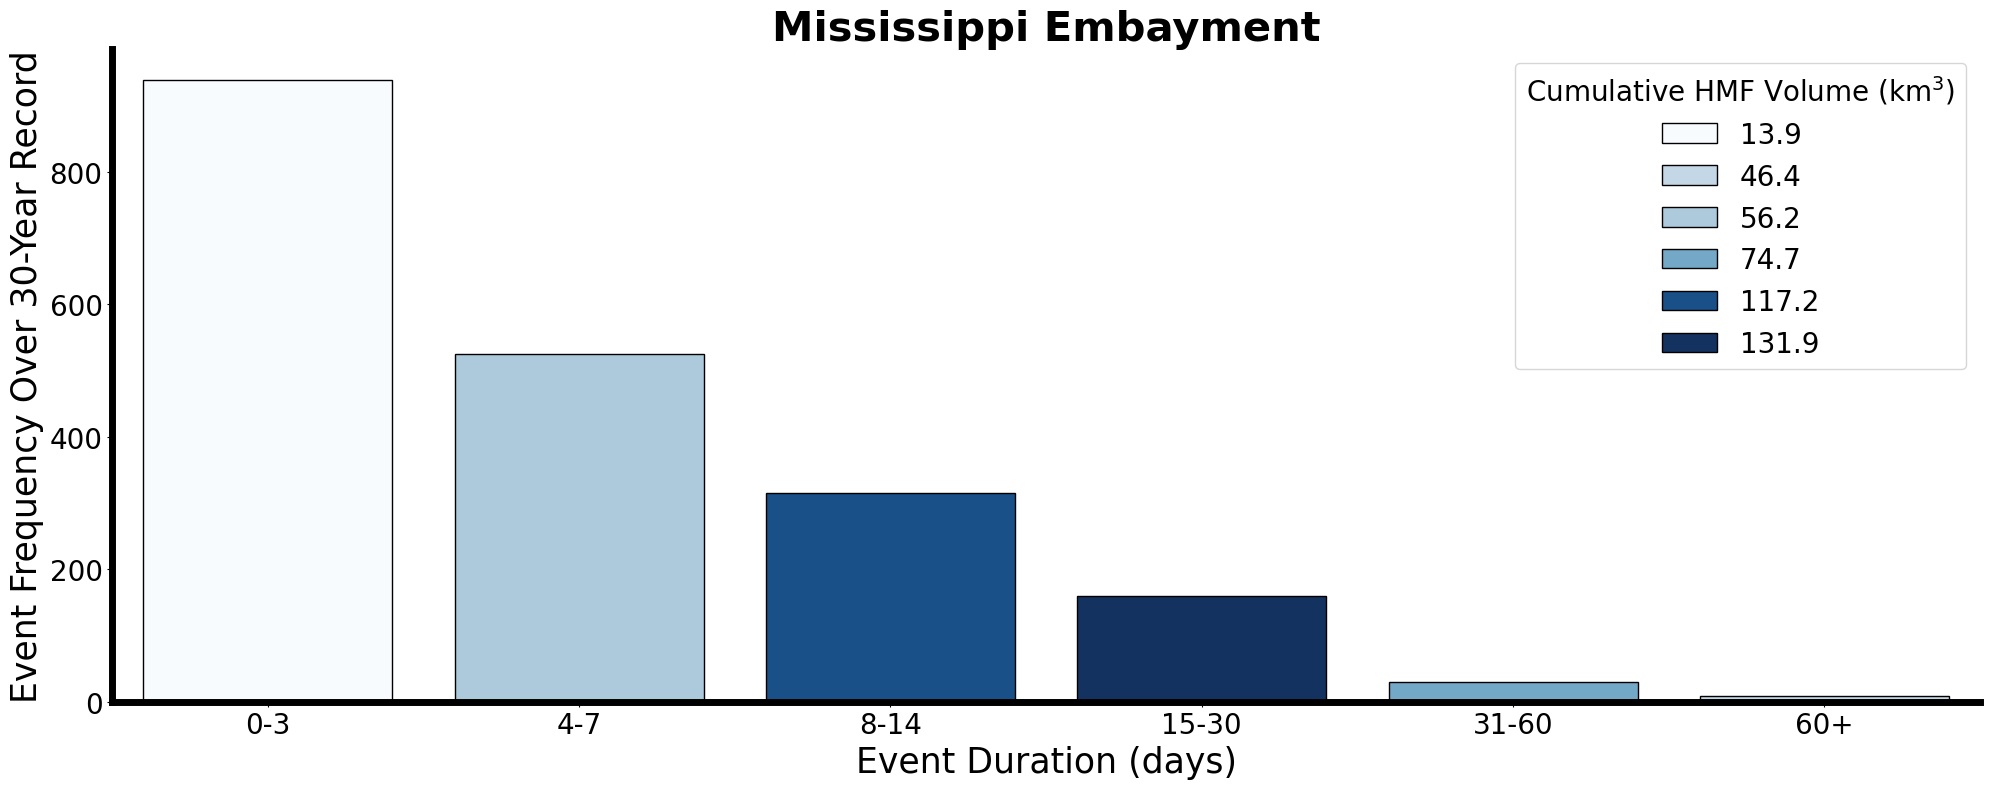 Mississippi Embayment
Event Frequency Over 30-Year Record
800
600
400
200
0
Cumulative HMF Volume (km³)
13.9
46.4
56.2
74.7
117.2
131.9
0-3 4-7 8-14 15-30 31-60 60+
Event Duration (days)